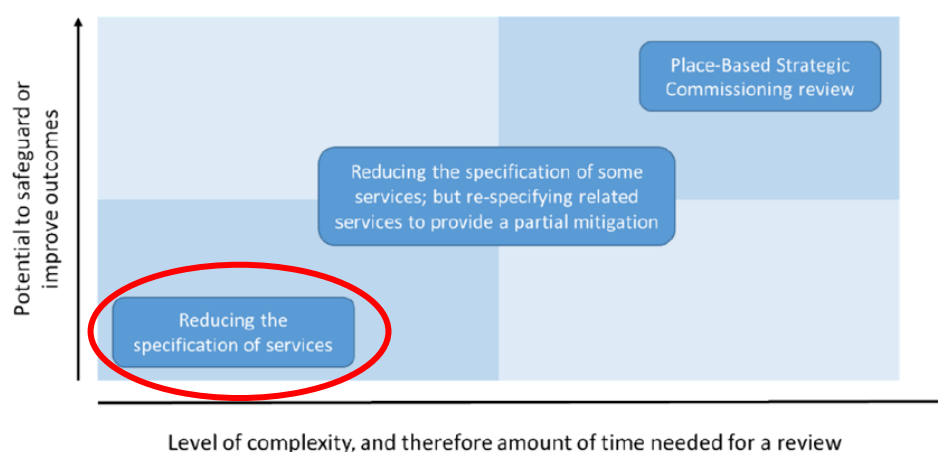 Potential to safeguard or
improve outcomes
Place-Based Strategic
Commissioning review
Reducing the specification of some
services; but re-specifying related
services to provide a partial mitigation
Reducing the
specification of services
Level of complexity, and therefore amount of time needed for a review